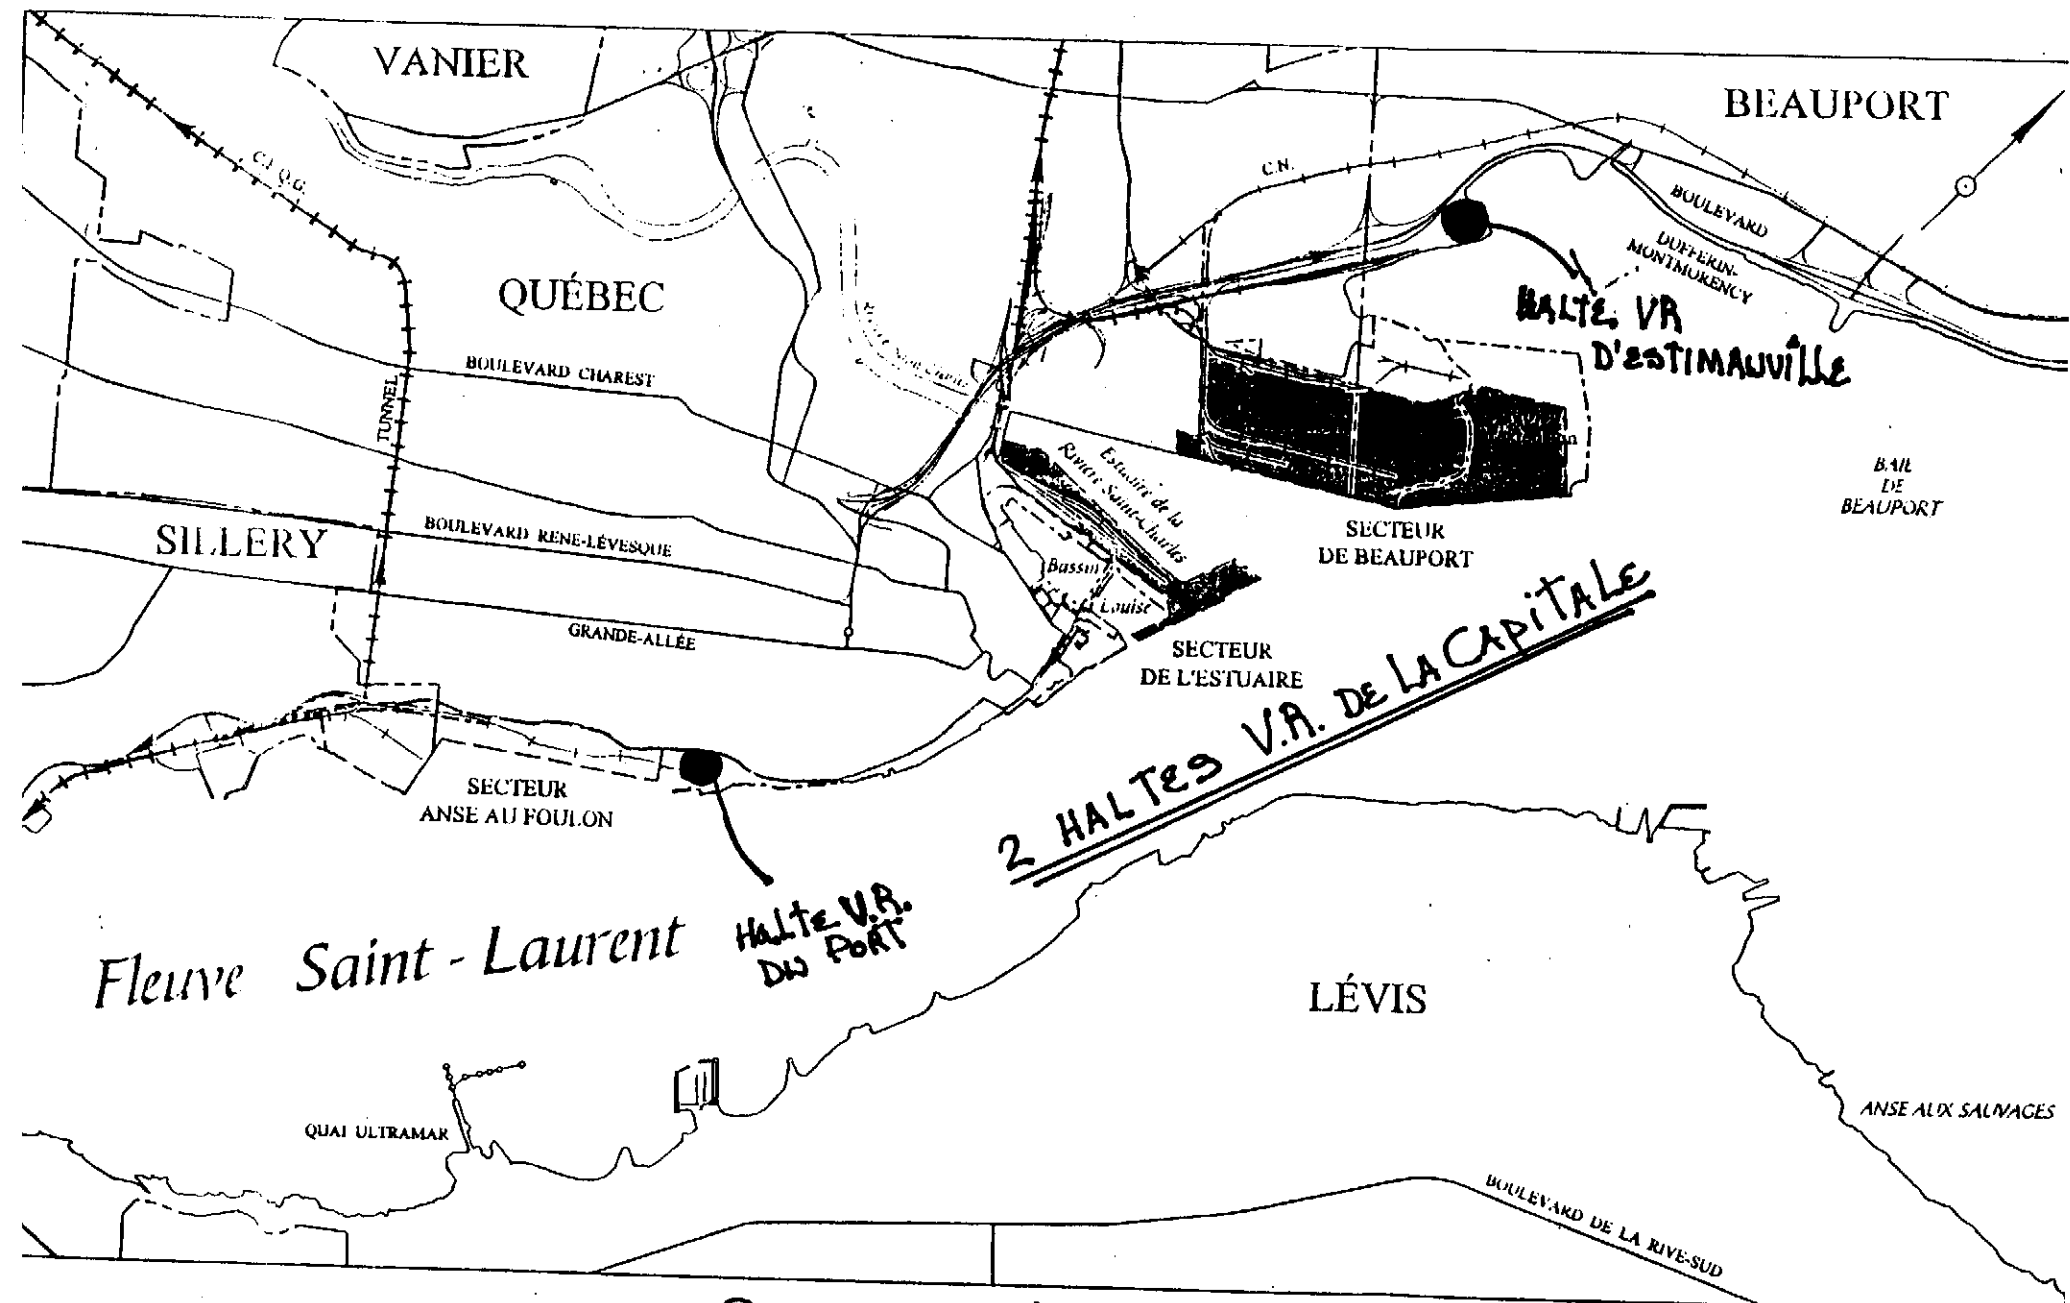 VANIER
BEAUPORT
C.N.
BOULEVARD
DUFFERIN-
MONTMORENCY
QUÉBEC
HALTE VR
D'ESTIMAUVILLE
BOULEVARD CHAREST
TUNNEL
Estuaire de la
Rivière Saint-Charles
BAIE
DE
BEAUPORT
SECTEUR
DE BEAUPORT
SILLERY
BOULEVARD RENE-LÉVESQUE
Bassin
Louise
GRANDE-ALLÉE
SECTEUR
DE L'ESTUAIRE
2 HALTES V.R. DE LA CAPITALE
SECTEUR
ANSE AU FOULON
HALTE V.R.
DU PORT
Fleuve Saint-Laurent
LÉVIS
QUAI ULTRAMAR
ANSE AUX SAUVAGES
BOULEVARD DE LA RIVE-SUD